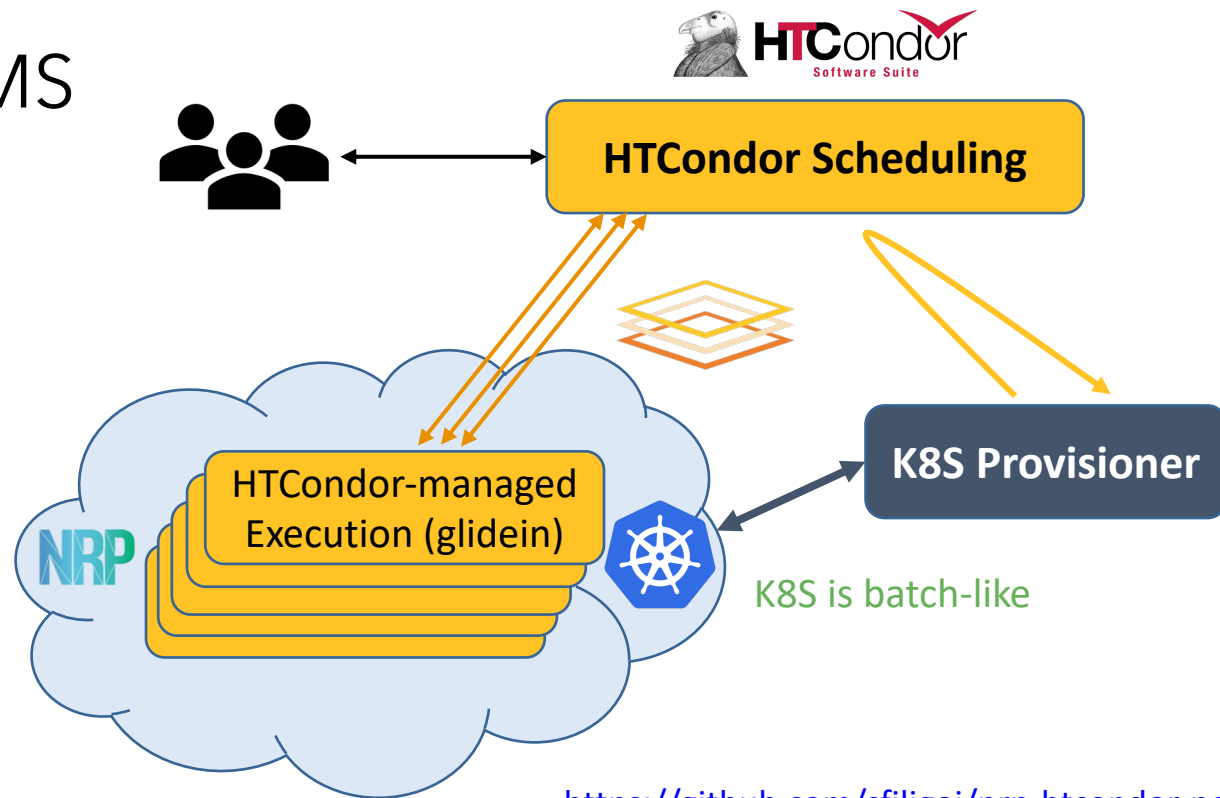 MS
HTCondor
Software Suite
HTCondor Scheduling
HTCondor-managed
Execution (glidein)
NRP
K8S Provisioner
K8S is batch-like